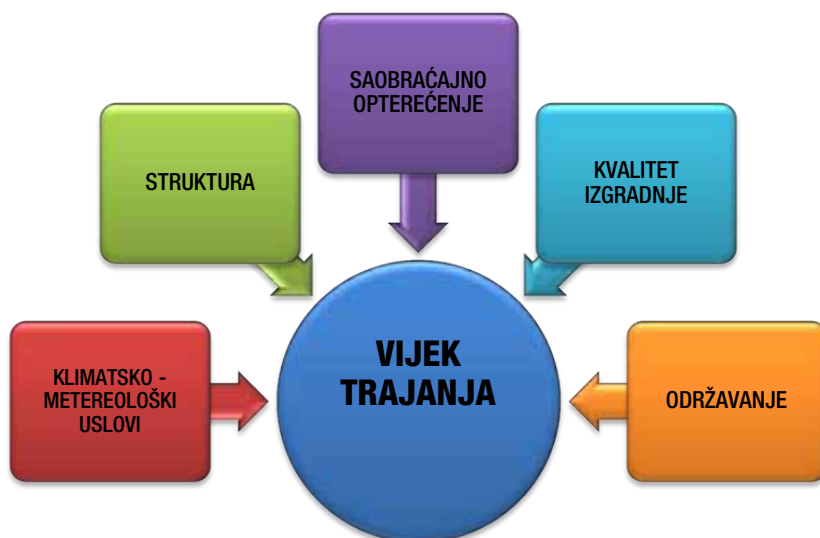 SAOBRAĆAJNO
OPTEREĆENJE
STRUKTURA
KVALITET
IZGRADNJE
VIJEK
TRAJANJA
KLIMATSKO -
METEREOLOŠKI
USLOVI
ODRŽAVANJE